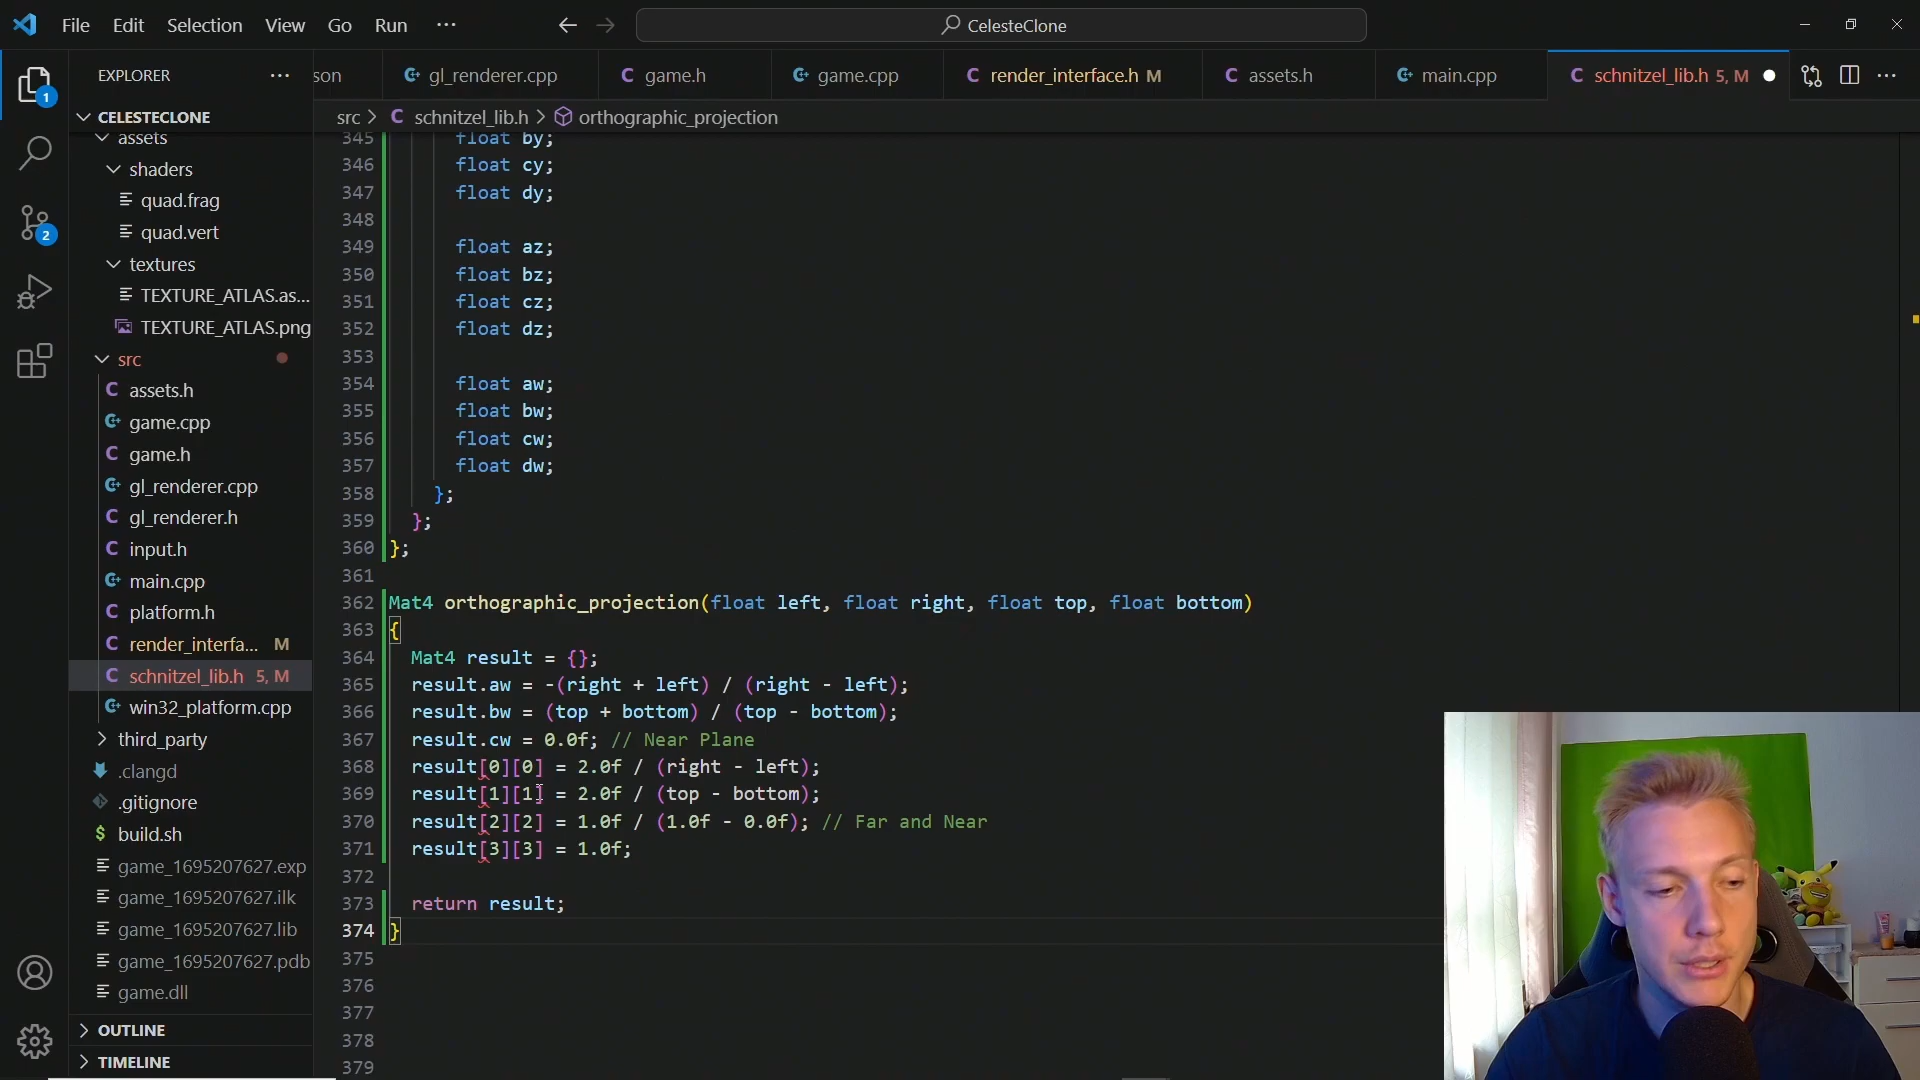 File Edit Selection View Go Run ··· CelesteClone
EXPLORER ···
son gl_renderer.cpp game.h game.cpp render_interface.h M assets.h main.cpp schnitzel_lib.h 5, M ···
src > C schnitzel_lib.h > orthographic_projection
1
2
CELESTECLONE
assets
shaders
quad.frag
quad.vert
textures
TEXTURE_ATLAS.as...
TEXTURE_ATLAS.png
src
assets.h
game.cpp
game.h
gl_renderer.cpp
gl_renderer.h
input.h
main.cpp
platform.h
render_interfa... M
schnitzel_lib.h 5, M
win32_platform.cpp
third_party
.clangd
.gitignore
build.sh
game_1695207627.exp
game_1695207627.ilk
game_1695207627.lib
game_1695207627.pdb
game.dll
OUTLINE
TIMELINE
345 float by;
346 float cy;
347 float dy;
348
349 float az;
350 float bz;
351 float cz;
352 float dz;
353
354 float aw;
355 float bw;
356 float cw;
357 float dw;
358 };
359 };
360 };
361
362 Mat4 orthographic_projection(float left, float right, float top, float bottom)
363 {
364 Mat4 result = {};
365 result.aw = -(right + left) / (right - left);
366 result.bw = (top + bottom) / (top - bottom);
367 result.cw = 0.0f; // Near Plane
368 result[0][0] = 2.0f / (right - left);
369 result[1][1] = 2.0f / (top - bottom);
370 result[2][2] = 1.0f / (1.0f - 0.0f); // Far and Near
371 result[3][3] = 1.0f;
372
373 return result;
374 }
375
376
377
378
379